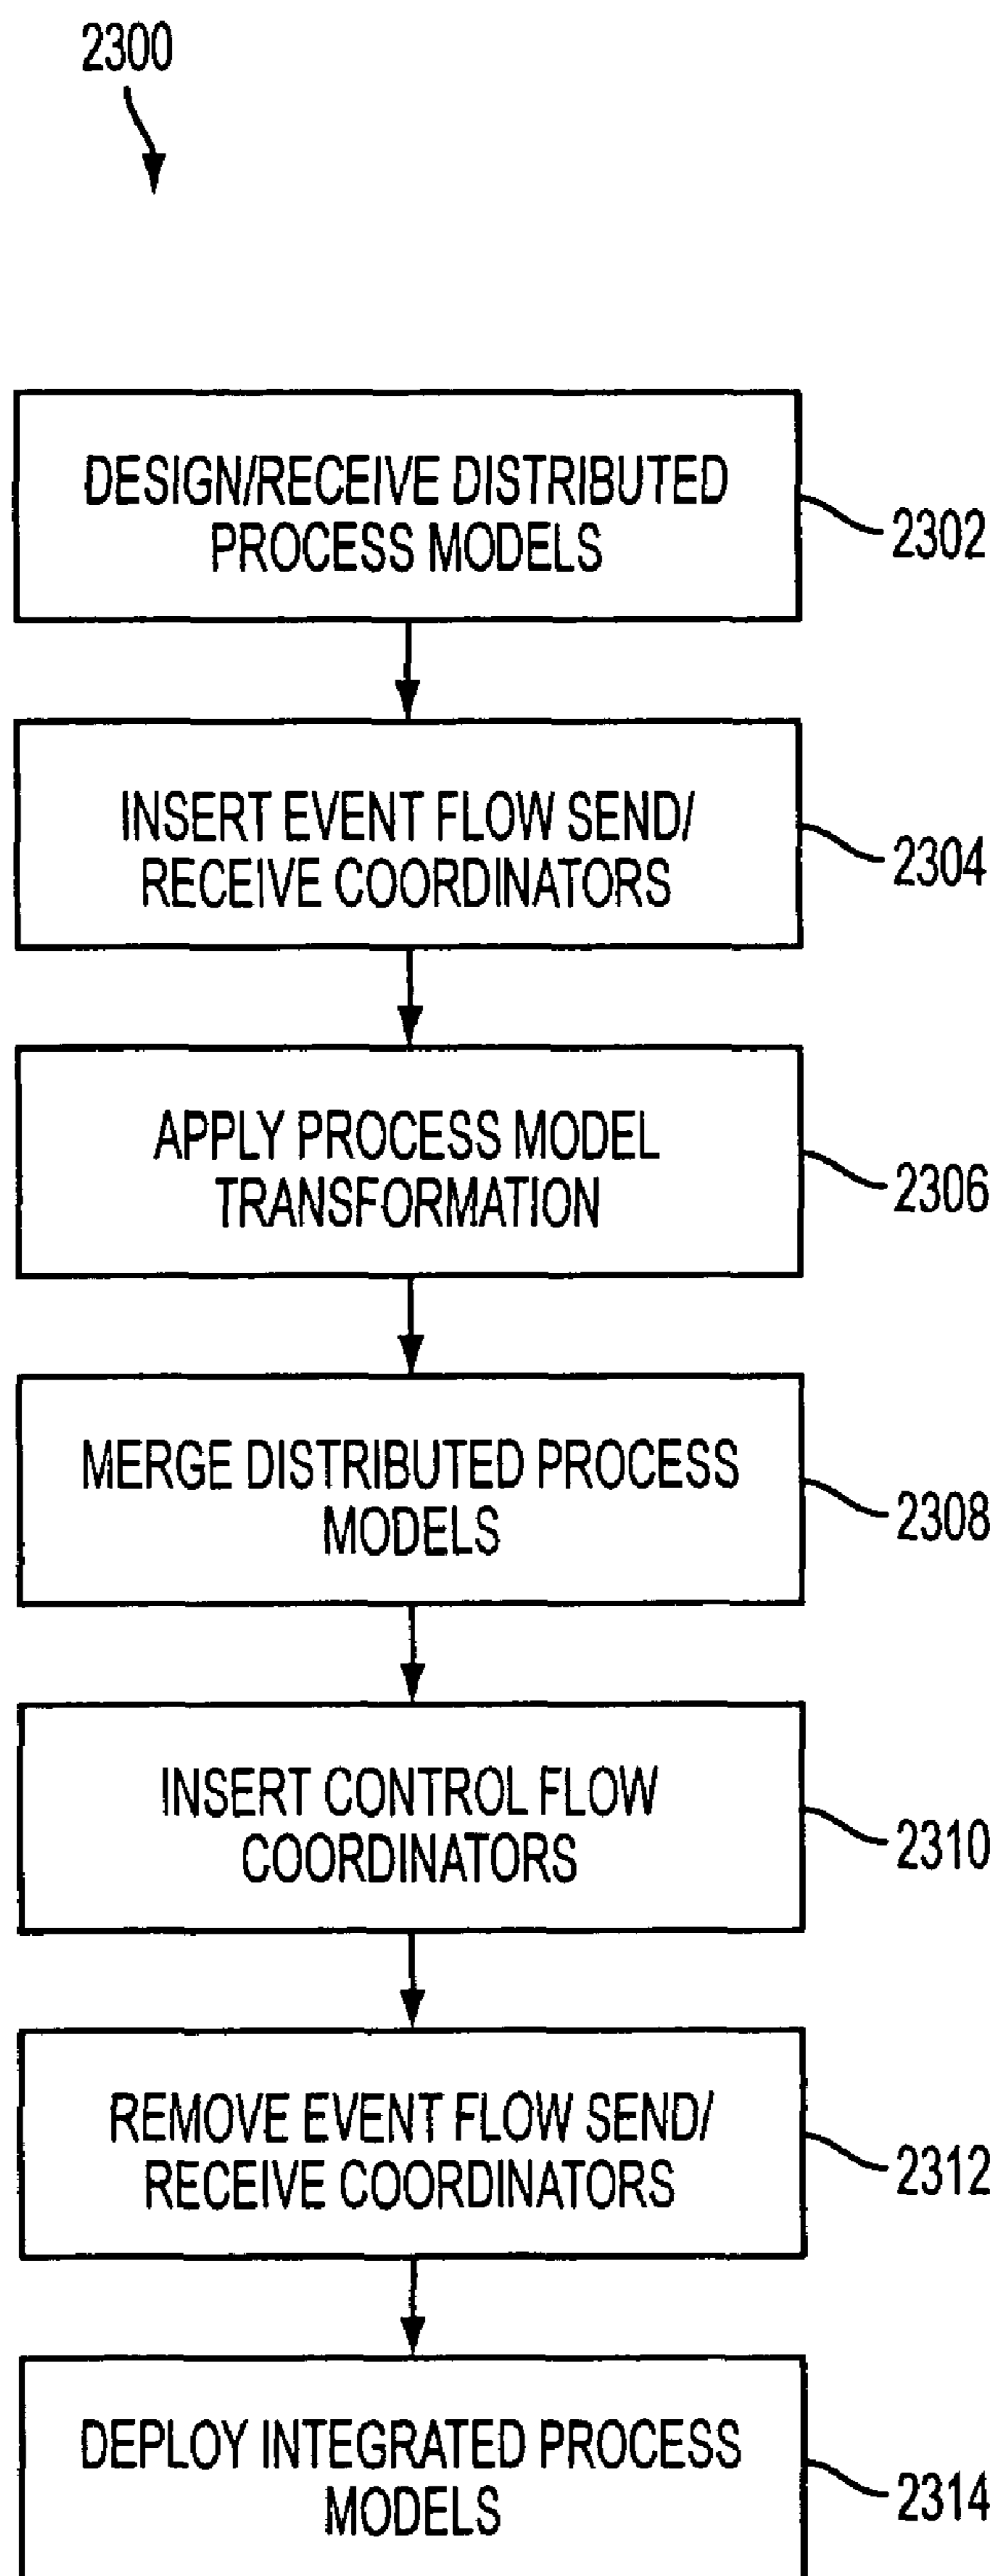 2300
DESIGN/RECEIVE DISTRIBUTED
PROCESS MODELS
2302
INSERT EVENT FLOW SEND/
RECEIVE COORDINATORS
2304
APPLY PROCESS MODEL
TRANSFORMATION
2306
MERGE DISTRIBUTED PROCESS
MODELS
2308
INSERT CONTROL FLOW
COORDINATORS
2310
REMOVE EVENT FLOW SEND/
RECEIVE COORDINATORS
2312
DEPLOY INTEGRATED PROCESS
MODELS
2314